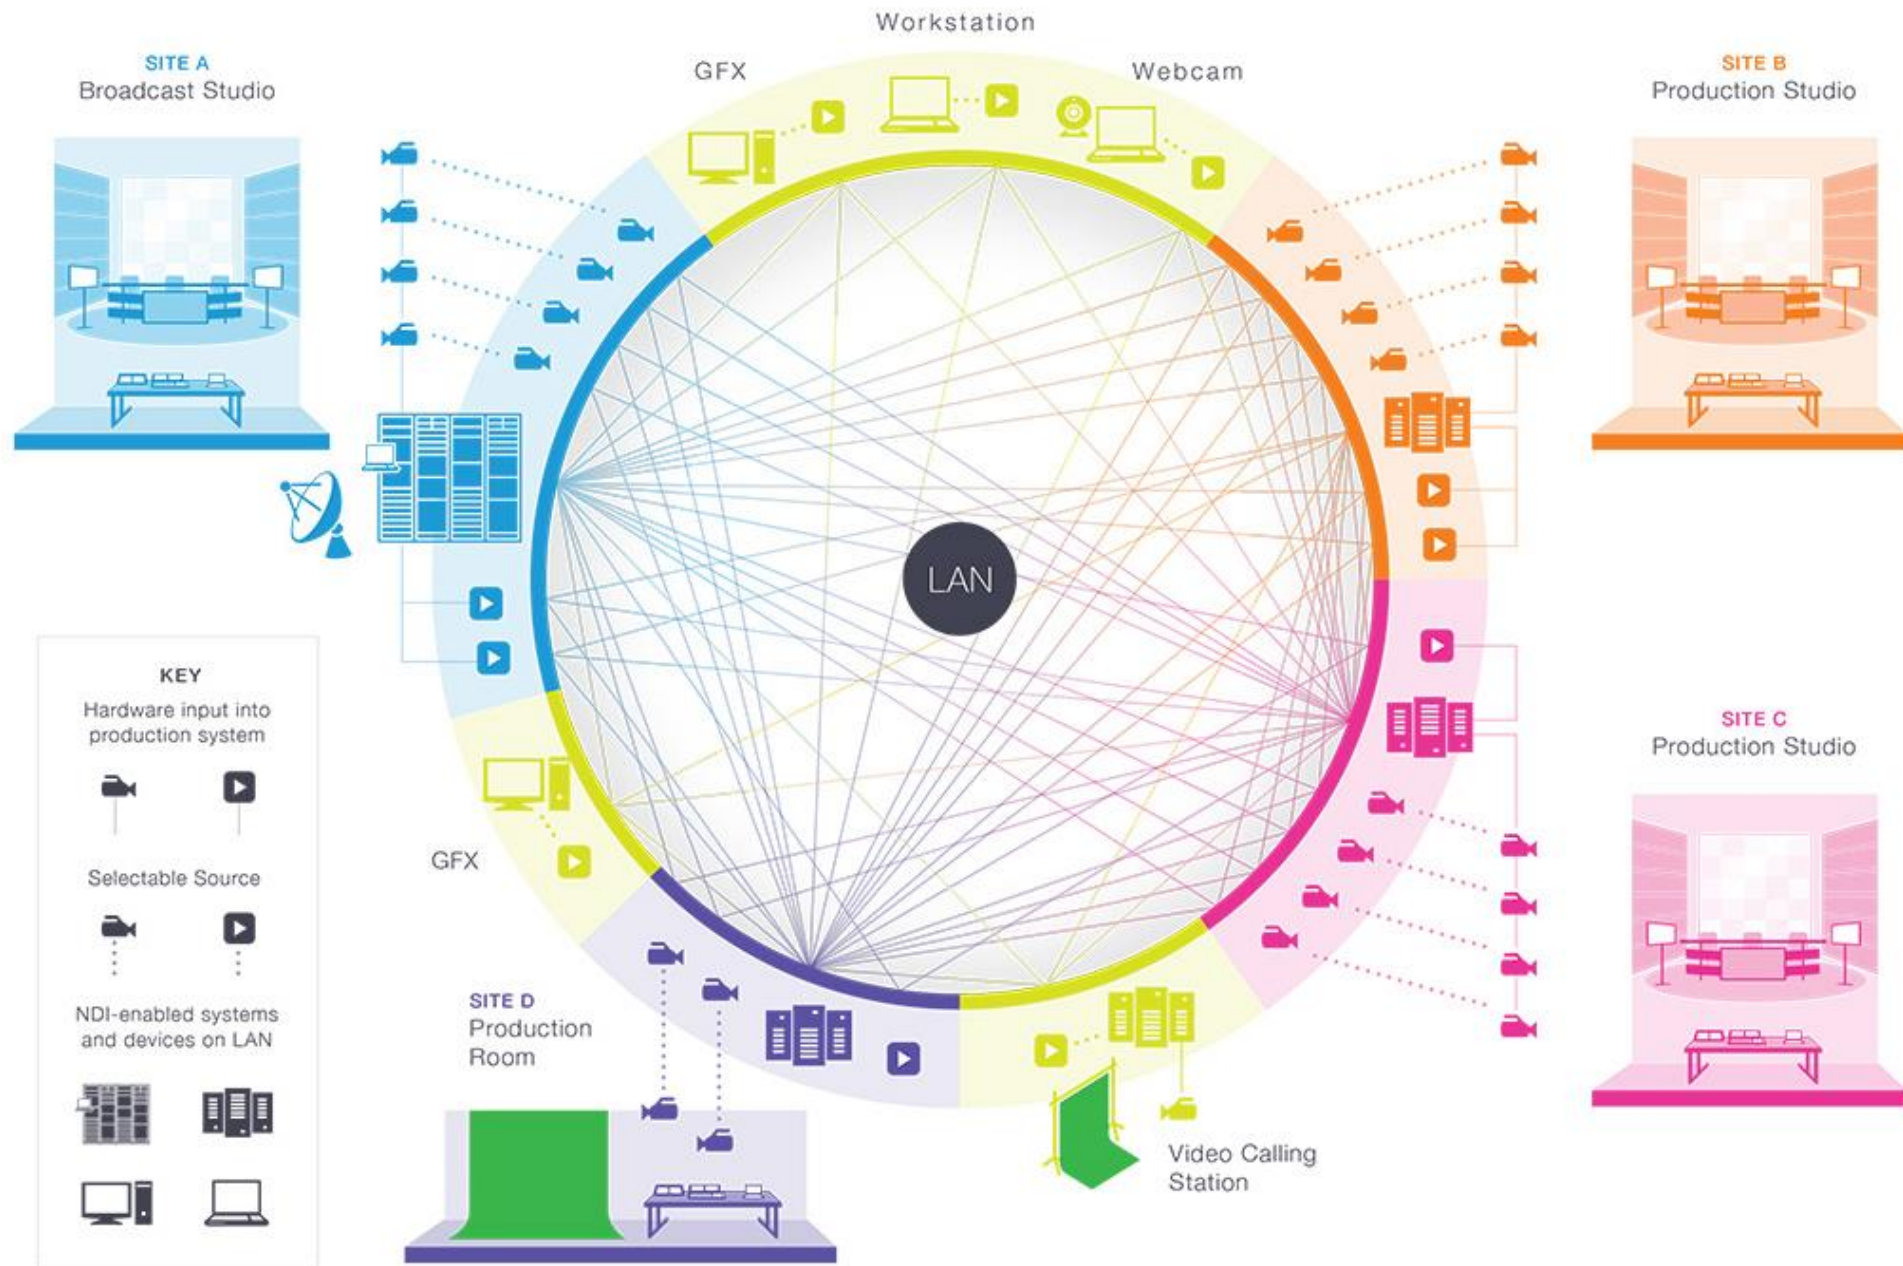 Workstation
GFX
Webcam
SITE A
Broadcast Studio
SITE B
Production Studio
LAN
KEY
Hardware input into
production system
Selectable Source
NDI-enabled systems
and devices on LAN
GFX
SITE C
Production Studio
SITE D
Production
Room
Video Calling
Station